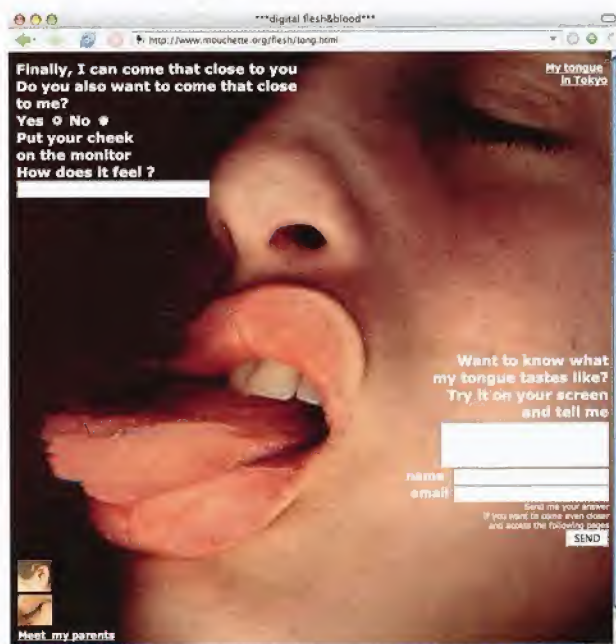 ***digital flesh&blood***
http://www.mouchette.org/flesh/tong.html
Finally, I can come that close to you
Do you also want to come that close
to me?
Yes No
Put your cheek
on the monitor
How does it feel ?
My tongue
in Tokyo
Want to know what
my tongue tastes like?
Try it on your screen
and tell me
name
email
Send me your answer
If you want to come even closer
and access the following pages
SEND
Meet my parents